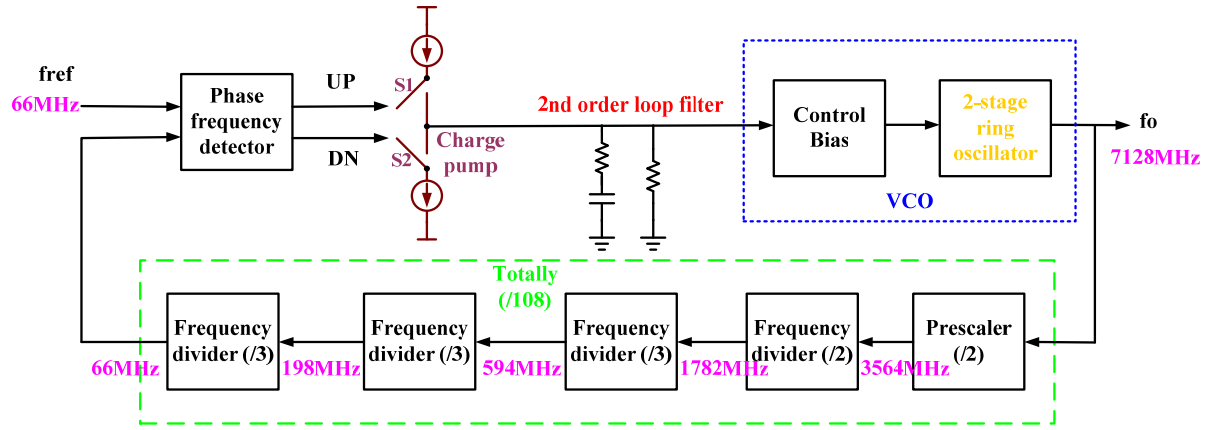 fref
66MHz
Phase
frequency
detector
UP
DN
S1
S2
Charge
pump
2nd order loop filter
Control
Bias
2-stage
ring
oscillator
VCO
fo
7128MHz
Totally
(/108)
Frequency
divider (/3)
Frequency
divider (/3)
Frequency
divider (/3)
Frequency
divider (/2)
Prescaler
(/2)
66MHz
198MHz
594MHz
1782MHz
3564MHz